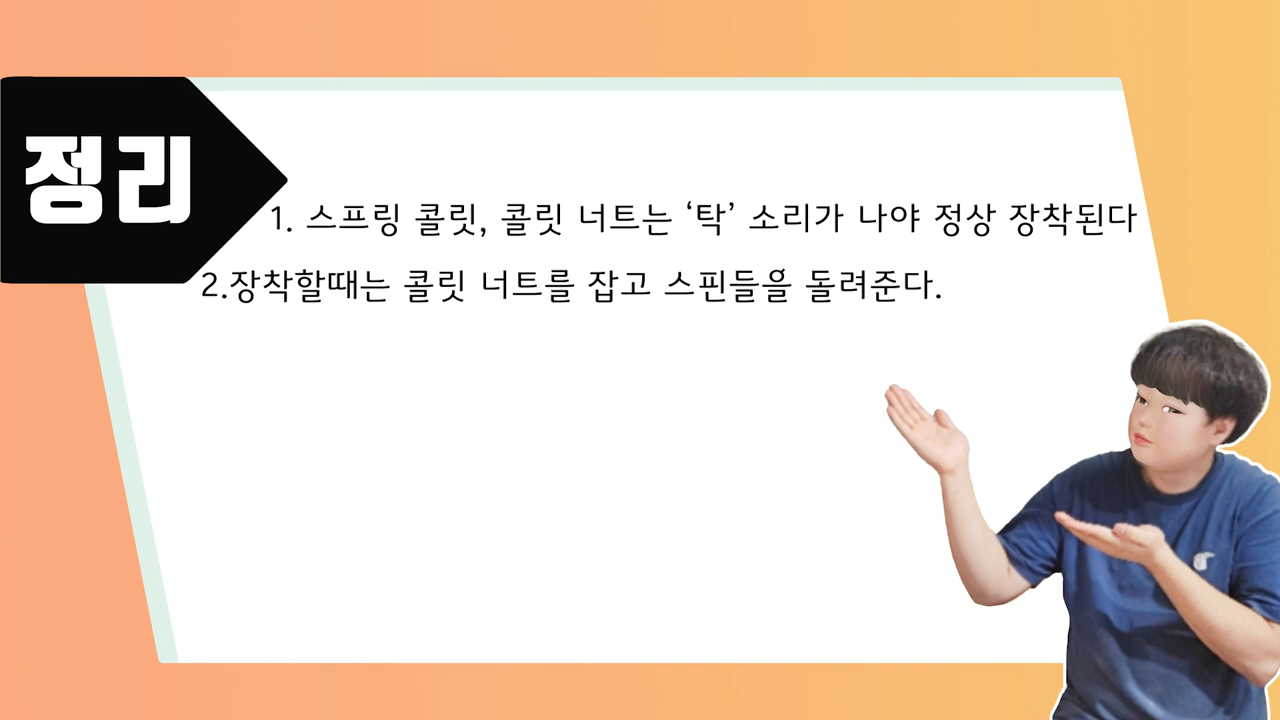 정리
1. 스프링 콜릿, 콜릿 너트는 ‘탁’ 소리가 나야 정상 장착된다
2.장착할때는 콜릿 너트를 잡고 스핀들을 돌려준다.